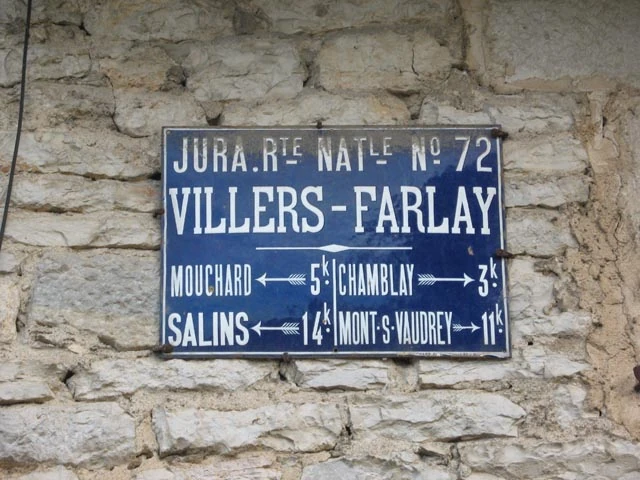 JURA. RTE NATLE NO 72
VILLERS-FARLAY
MOUCHARD 5k. CHAMBLAY 3k.
SALINS 14k MONT-S-VAUDREY 11k.